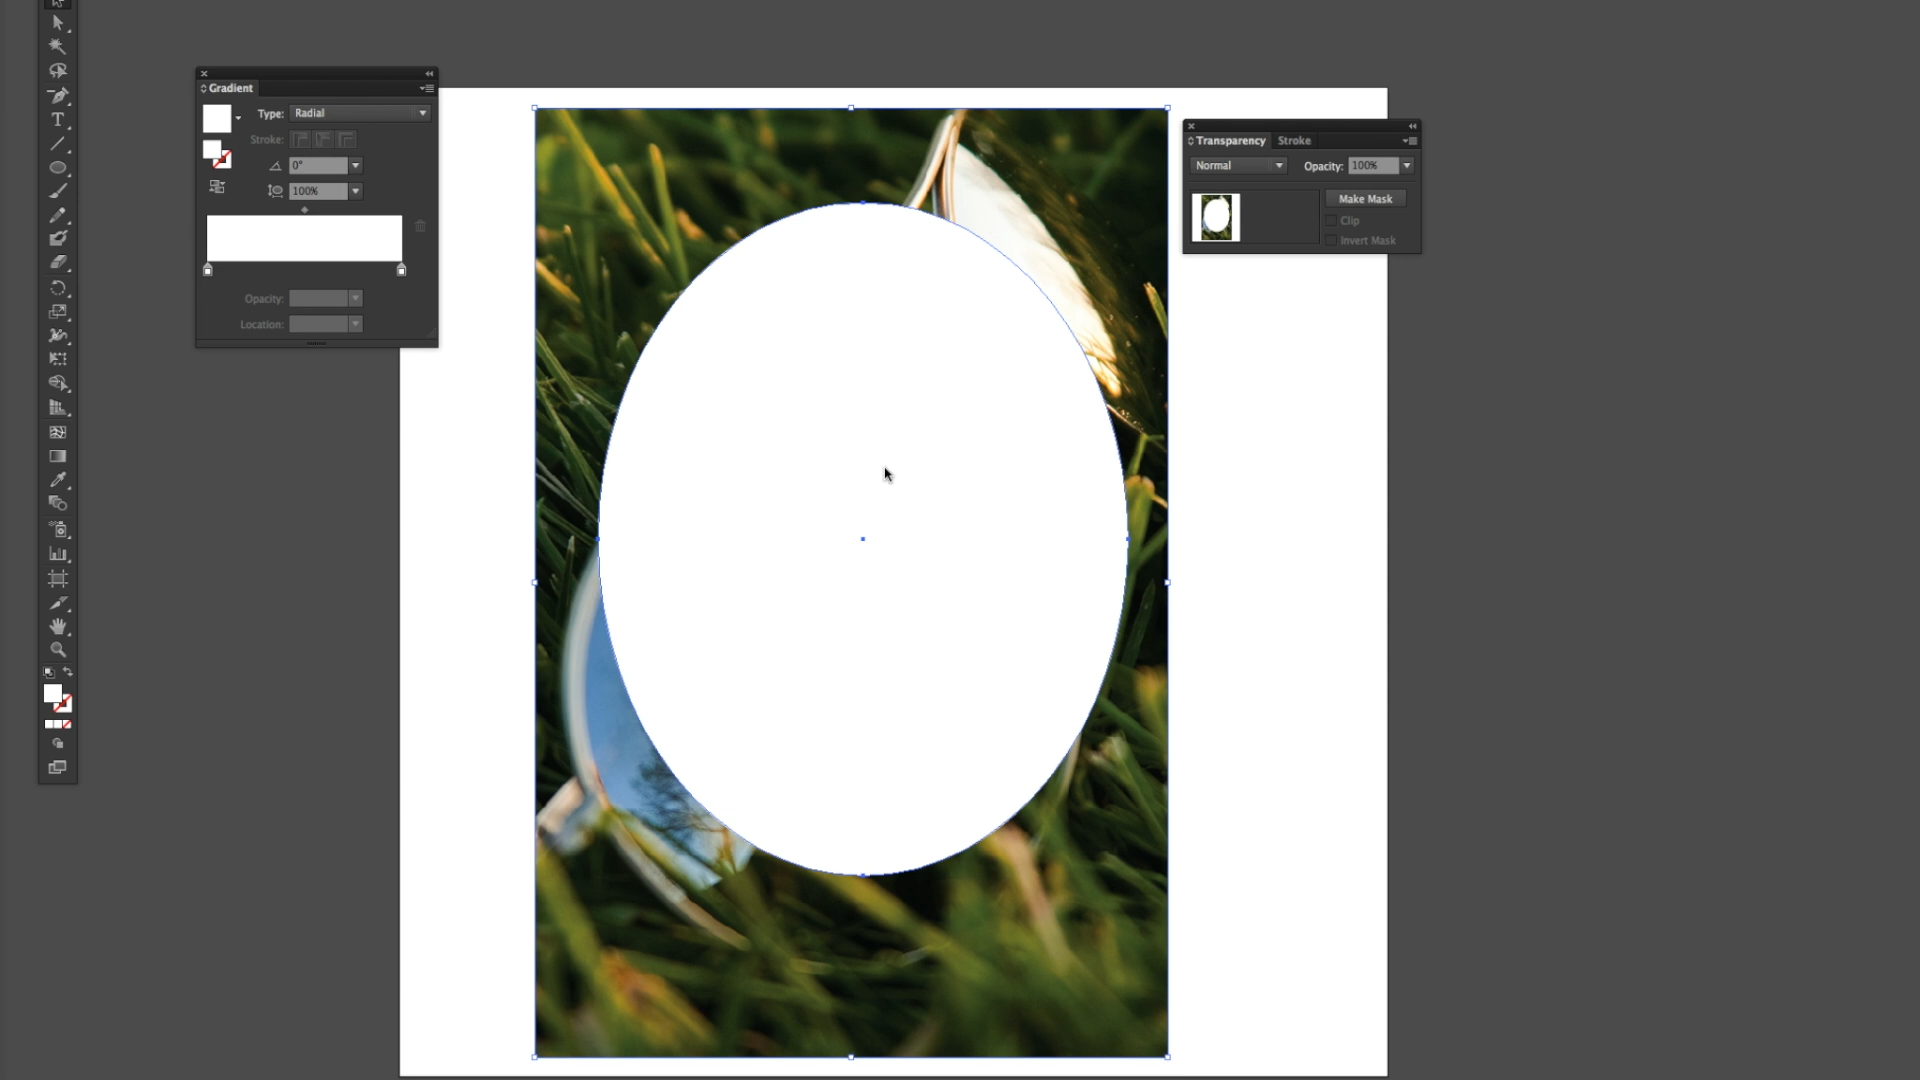 Gradient
Type: Radial
Stroke:
0°
100%
Opacity:
Location:
Transparency Stroke
Normal Opacity: 100%
Make Mask
Clip
Invert Mask
T